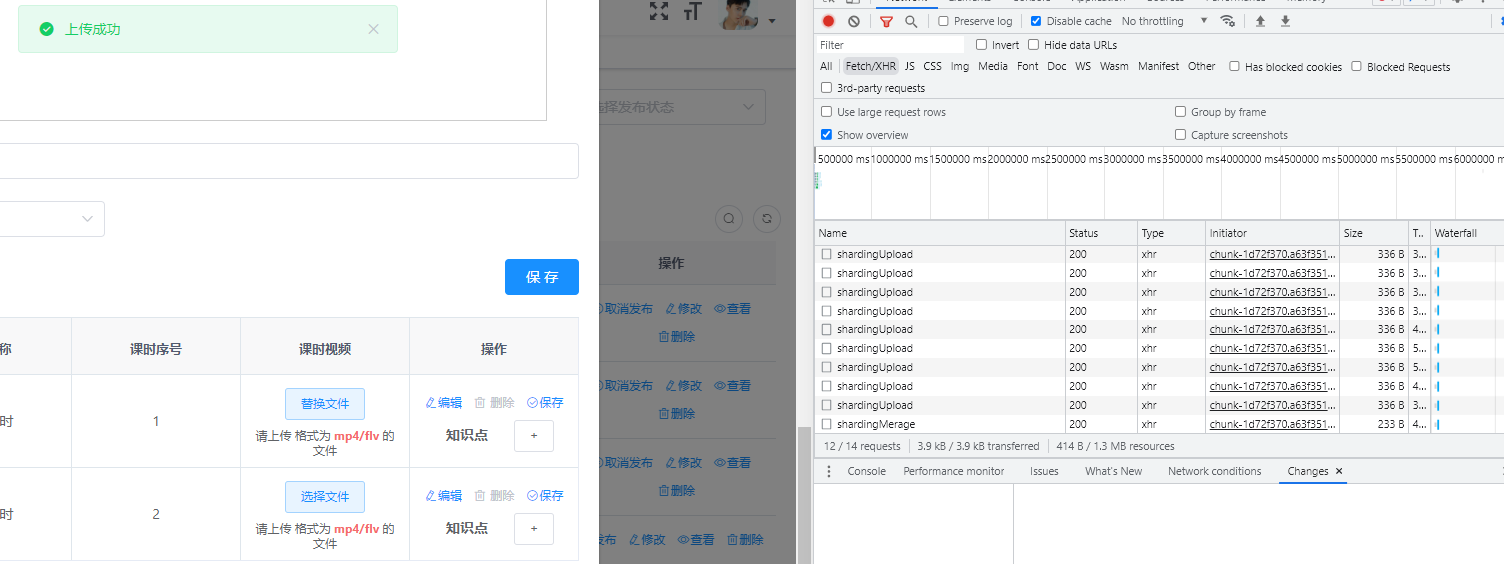 上传成功
选择发布状态
保 存
称
课时序号
课时视频
操作
时
1
替换文件
请上传 格式为 mp4/flv 的
文件
编辑 删除 保存
知识点 +
时
2
选择文件
请上传 格式为 mp4/flv 的
文件
编辑 删除 保存
知识点 +
操作
取消发布 修改 查看
删除
取消发布 修改 查看
删除
取消发布 修改 查看
删除
发布 修改 查看 删除
Preserve log Disable cache No throttling
Filter Invert Hide data URLs
All Fetch/XHR JS CSS Img Media Font Doc WS Wasm Manifest Other Has blocked cookies Blocked Requests
3rd-party requests
Use large request rows Group by frame
Show overview Capture screenshots
500000 ms 1000000 ms 1500000 ms 2000000 ms 2500000 ms 3000000 ms 3500000 ms 4000000 ms 4500000 ms 5000000 ms 5500000 ms 6000000
Name Status Type Initiator Size T.. Waterfall
shardingUpload 200 xhr chunk-1d72f370.a63f351... 336 B 3...
shardingUpload 200 xhr chunk-1d72f370.a63f351... 336 B 3...
shardingUpload 200 xhr chunk-1d72f370.a63f351... 336 B 3...
shardingUpload 200 xhr chunk-1d72f370.a63f351... 336 B 3...
shardingUpload 200 xhr chunk-1d72f370.a63f351... 336 B 4...
shardingUpload 200 xhr chunk-1d72f370.a63f351... 336 B 5...
shardingUpload 200 xhr chunk-1d72f370.a63f351... 336 B 5...
shardingUpload 200 xhr chunk-1d72f370.a63f351... 336 B 4...
shardingUpload 200 xhr chunk-1d72f370.a63f351... 336 B 3...
shardingMerage 200 xhr chunk-1d72f370.a63f351... 233 B 4...
12 / 14 requests 3.9 kB / 3.9 kB transferred 414 B / 1.3 MB resources
Console Performance monitor Issues What's New Network conditions Changes